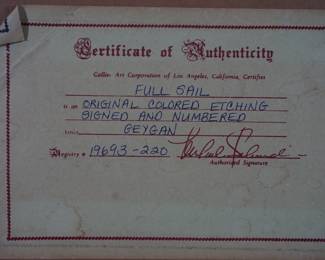 Certificate of Authenticity
Collier Art Corporation of Los Angeles, California, Certifies
FULL SAIL
is an ORIGINAL COLORED ETCHING
SIGNED AND NUMBERED
GEYGAN
Registry # 19693-220
Authorized Signature